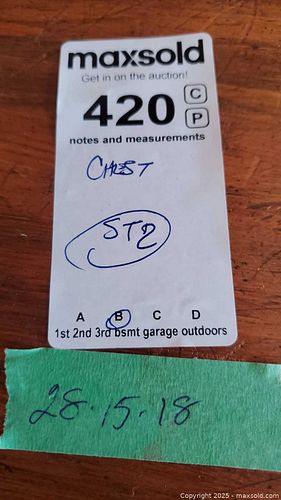 maxsold
Get in on the auction!
420 C
P
notes and measurements
CHEST
ST2
A B C D
1st 2nd 3rd bsmt garage outdoors
28.15.18
Copyright 2025 - maxsold.com